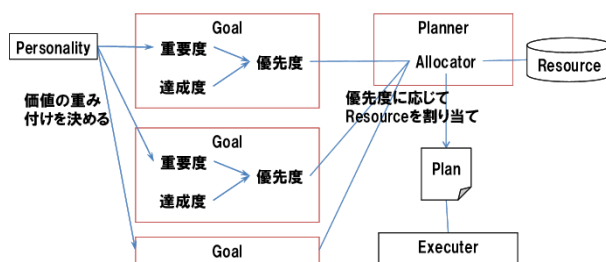 Goal
Planner
Personality
重要度
優先度
達成度
Allocator
Resource
価値の重み
付けを決める
優先度に応じて
Resourceを割り当て
Goal
重要度
優先度
達成度
Plan
Goal
Executer